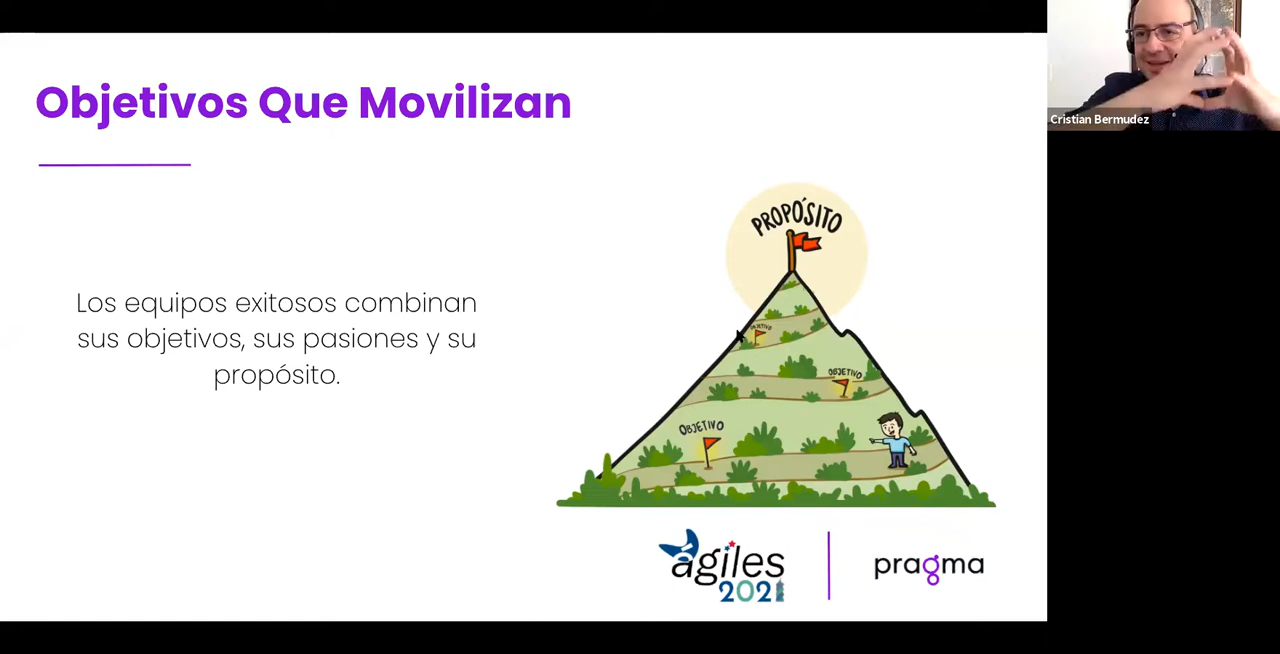 Objetivos Que Movilizan
Cristian Bermudez
PROPÓSITO
Los equipos exitosos combinan
sus objetivos, sus pasiones y su
propósito.
OBJETIVO
OBJETIVO
OBJETIVO
ágiles
2021
pragma